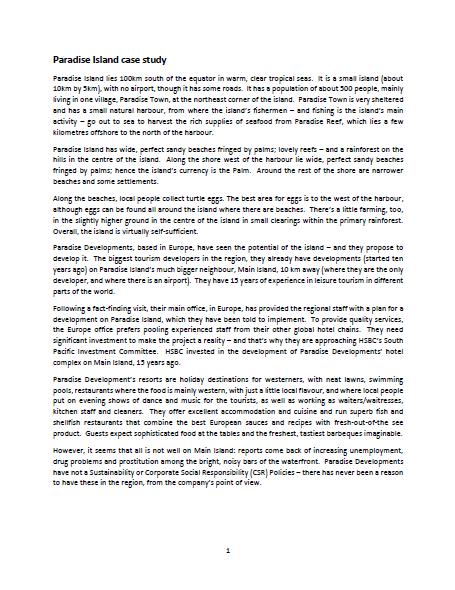 Paradise Island case study
Paradise Island lies 100km south of the equator in warm, clear tropical seas. It is a small island (about
10km by 5km), with no airport, though it has some roads. It has a population of about 500 people, mainly
living in one village, Paradise Town, at the northeast corner of the island. Paradise Town is very sheltered
and has a small natural harbour, from where the island's fishermen – and fishing is the island's main
activity – go out to sea to harvest the rich supplies of seafood from Paradise Reef, which lies a few
kilometres offshore to the north of the harbour.
Paradise Island has wide, perfect sandy beaches fringed by palms; lovely reefs – and a rainforest on the
hills in the centre of the island. Along the shore west of the harbour lie wide, perfect sandy beaches
fringed by palms; hence the island's currency is the Palm. Around the rest of the shore are narrower
beaches and some settlements.
Along the beaches, local people collect turtle eggs. The best area for eggs is to the west of the harbour,
although eggs can be found all around the island where there are beaches. There's a little farming, too,
in the slightly higher ground in the centre of the island in small clearings within the primary rainforest.
Overall, the island is virtually self-sufficient.
Paradise Developments, based in Europe, have seen the potential of the island – and they propose to
develop it. The biggest tourism developers in the region, they already have developments (started ten
years ago) on Paradise Island's much bigger neighbour, Main Island, 10 km away (where they are the only
developer, and where there is an airport). They have 15 years of experience in leisure tourism in different
parts of the world.
Following a fact-finding visit, their main office, in Europe, has provided the regional staff with a plan for a
development on Paradise Island, which they have been told to implement. To provide quality services,
the Europe office prefers pooling experienced staff from their other global hotel chains. They need
significant investment to make the project a reality – and that's why they are approaching HSBC's South
Pacific Investment Committee. HSBC invested in the development of Paradise Developments' hotel
complex on Main Island, 15 years ago.
Paradise Development's resorts are holiday destinations for westerners, with neat lawns, swimming
pools, restaurants where the food is mainly western, with just a little local flavour, and where local people
put on evening shows of dance and music for the tourists, as well as working as waiters/waitresses,
kitchen staff and cleaners. They offer excellent accommodation and cuisine and run superb fish and
shellfish restaurants that combine the best European sauces and recipes with fresh-out-of-the see
product. Guests expect sophisticated food at the tables and the freshest, tastiest barbeques imaginable.
However, it seems that all is not well on Main Island: reports come back of increasing unemployment,
drug problems and prostitution among the bright, noisy bars of the waterfront. Paradise Developments
have not a Sustainability or Corporate Social Responsibility (CSR) Policies – there has never been a reason
to have these in the region, from the company's point of view.
1